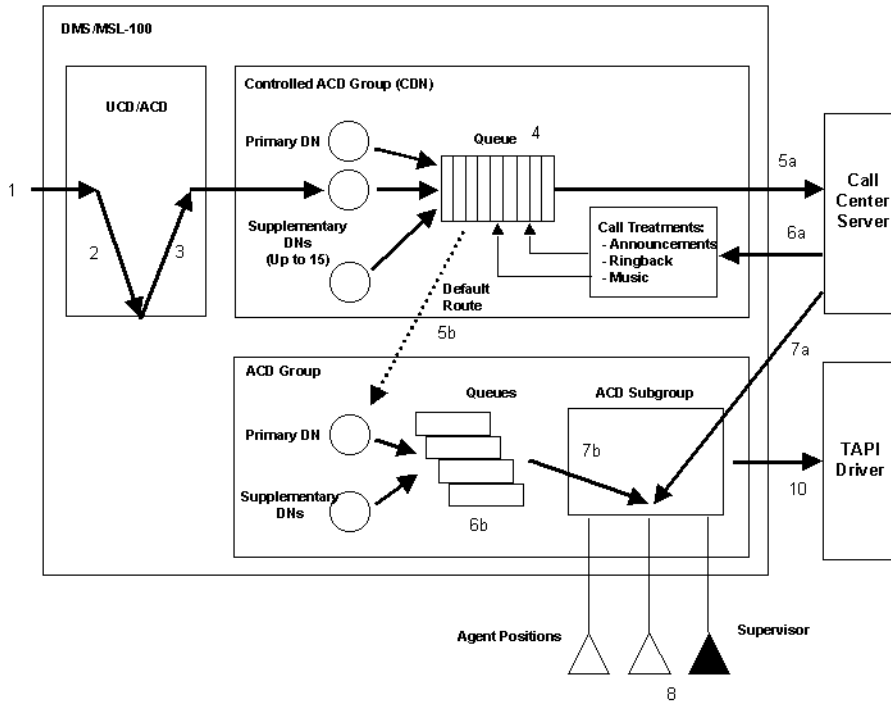 DMS/MSL-100
UCD/ACD
Controlled ACD Group (CDN)
Primary DN
Queue
4
5a
1
2
3
Supplementary
DNs
(Up to 15)
Call
Center
Server
Call Treatments:
- Announcements
- Ringback
- Music
6a
Default
Route
5b
7a
ACD Group
Queues
ACD Subgroup
Primary DN
7b
TAPI
Driver
10
Supplementary
DNs
6b
Agent Positions
Supervisor
8